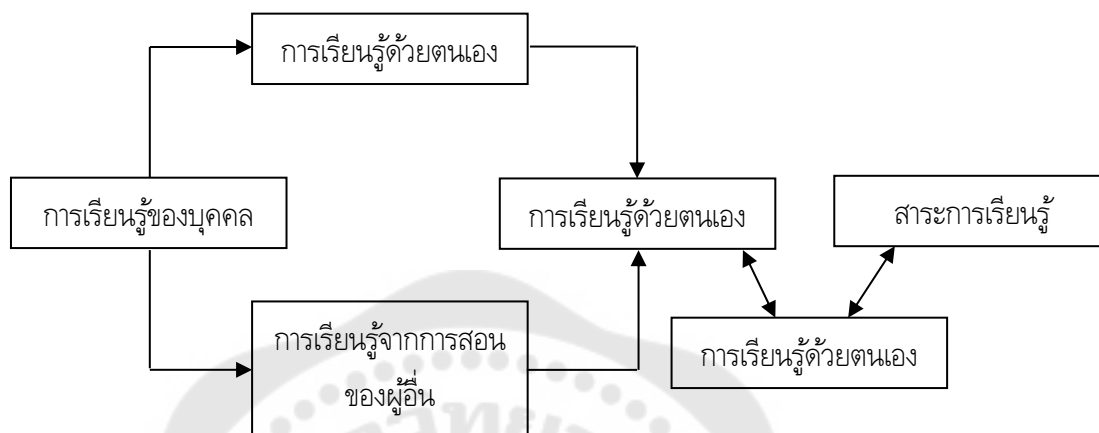 การเรียนรู้ด้วยตนเอง
การเรียนรู้ของบุคคล
การเรียนรู้ด้วยตนเอง
สาระการเรียนรู้
การเรียนรู้จากการสอน
ของผู้อื่น
การเรียนรู้ด้วยตนเอง